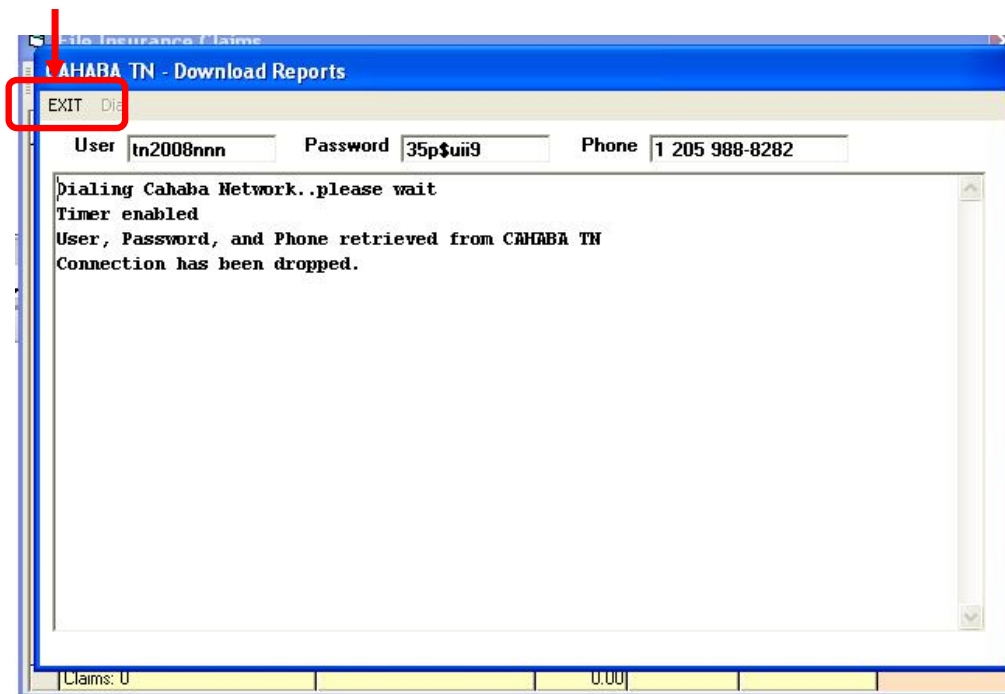 File Insurance Claims
CAHABA TN - Download Reports
EXIT Dia
User tn2008nnn Password 35p$uii9 Phone 1 205 988-8282
Dialing Cahaba Network..please wait
Timer enabled
User, Password, and Phone retrieved from CAHABA TN
Connection has been dropped.
Claims: 0 0.00